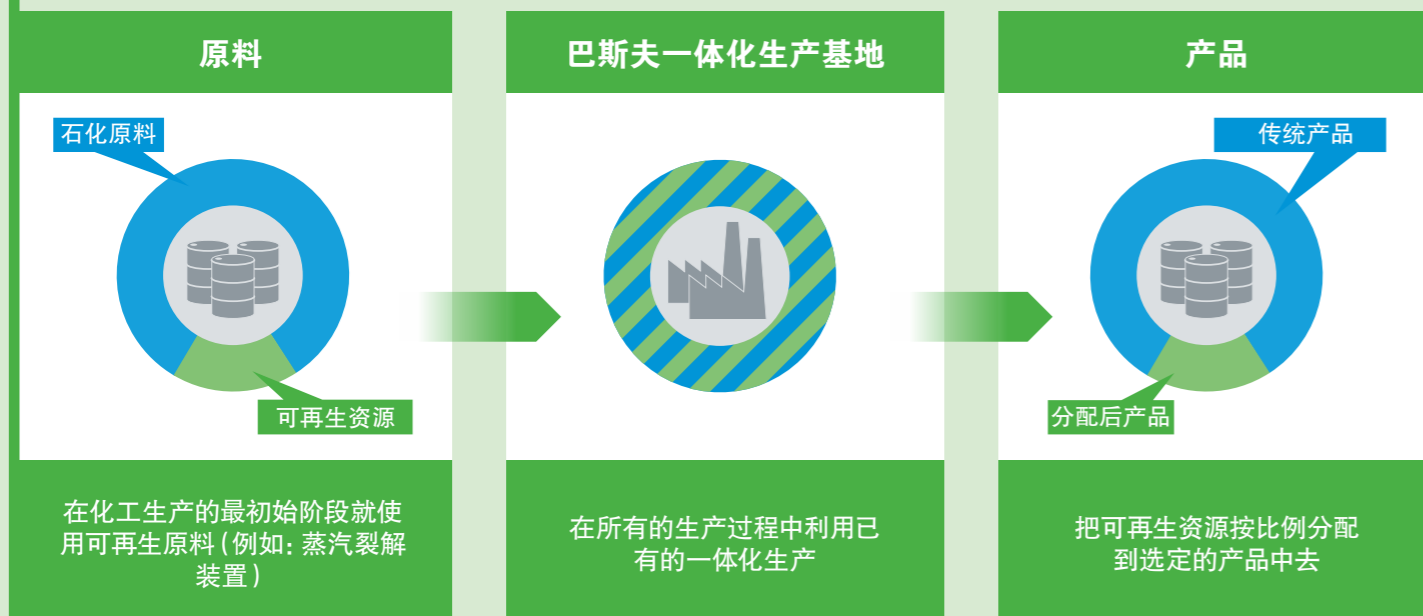 原料
石化原料
可再生资源
在化工生产的最初始阶段就使
用可再生原料(例如: 蒸汽裂解
装置)
巴斯夫一体化生产基地
在所有的生产过程中利用已
有的一体化生产
产品
传统产品
分配后产品
把可再生资源按比例分配
到选定的产品中去